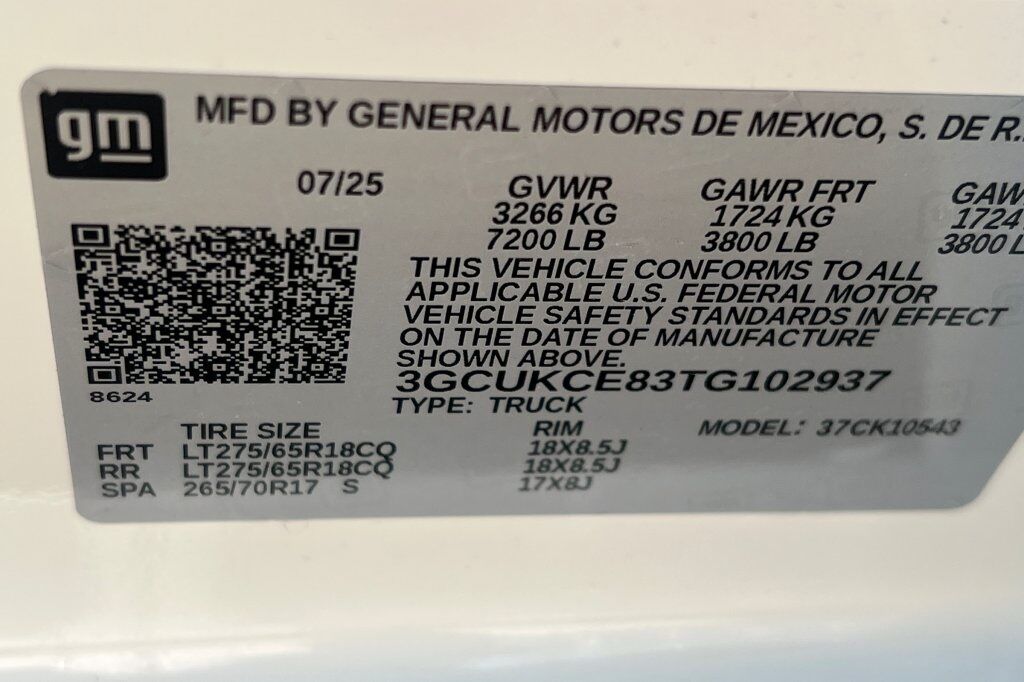 gm
MFD BY GENERAL MOTORS DE MEXICO, S. DE R.
07/25 GVWR GAWR FRT GAW
3266 KG 1724 KG 1724
7200 LB 3800 LB 3800 L
THIS VEHICLE CONFORMS TO ALL
APPLICABLE U.S. FEDERAL MOTOR
VEHICLE SAFETY STANDARDS IN EFFECT
ON THE DATE OF MANUFACTURE
SHOWN ABOVE.
3GCUKCE83TG102937
8624
TYPE: TRUCK
TIRE SIZE RIM MODEL: 37CK10543
FRT LT275/65R18CQ 18X8.5J
RR LT275/65R18CQ 18X8.5J
SPA 265/70R17 S 17X8J